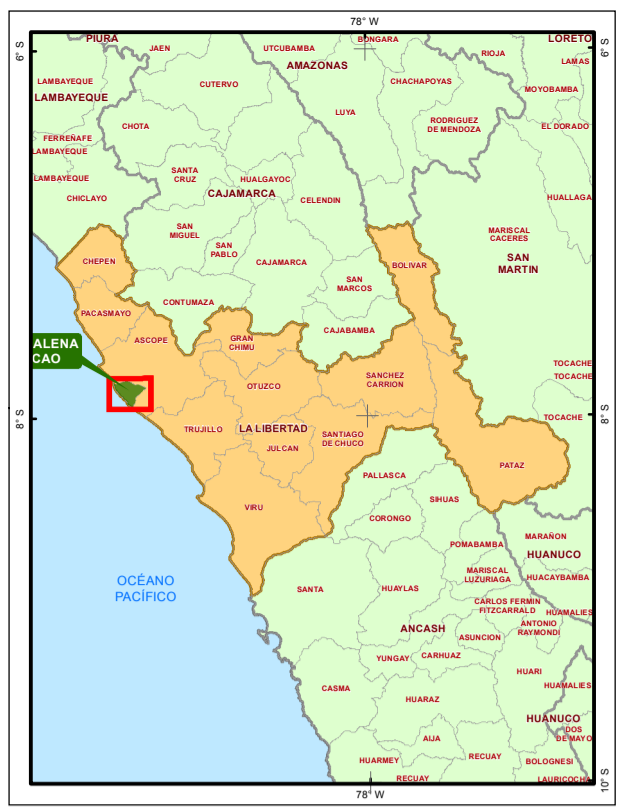 78° W
6° S
6° S
PIURA
JAEN
UTCUBAMBA
BONGARA
LORETO
RIOJA
LAMAS
AMAZONAS
LAMBAYEQUE
CUTERVO
CHACHAPOYAS
MOYOBAMBA
LAMBAYEQUE
LUYA
CHOTA
RODRIGUEZ
DE MENDOZA
EL DORADO
FERREÑAFE
LAMBAYEQUE
LAMBAYEQUE
SANTA
CRUZ
HUALGAYOC
CAJAMARCA
CELENDIN
CHICLAYO
HUALLAGA
SAN
MIGUEL
SAN
PABLO
MARISCAL
CACERES
SAN
MARTIN
CHEPEN
CAJAMARCA
BOLIVAR
SAN
MARCOS
CONTUMAZA
PACASMAYO
CAJABAMBA
ASCOPE
GRAN
CHIMU
ALENA
CAO
TOCACHE
TOCACHE
SANCHEZ
CARRION
OTUZCO
TOCACHE
8° S
8° S
TRUJILLO
LA LIBERTAD
SANTIAGO
DE CHUCO
JULCAN
PATAZ
PALLASCA
SIHUAS
VIRU
CORONGO
MARAÑON
POMABAMBA
HUANUCO
MARISCAL
LUZURIAGA
HUACAYBAMBA
OCÉANO
PACÍFICO
SANTA
HUAYLAS
CARLOS FERMIN
FITZCARRALD
HUAMALIES
ANCASH
ANTONIO
RAYMONDI
ASUNCION
YUNGAY
CARHUAZ
HUARI
CASMA
HUAMALIES
HUARAZ
HUANUCO
DOS
DE MAYO
AIJA
HUARMEY
RECUAY
BOLOGNESI
RECUAY
LAURICOCHA
10° S
78° W